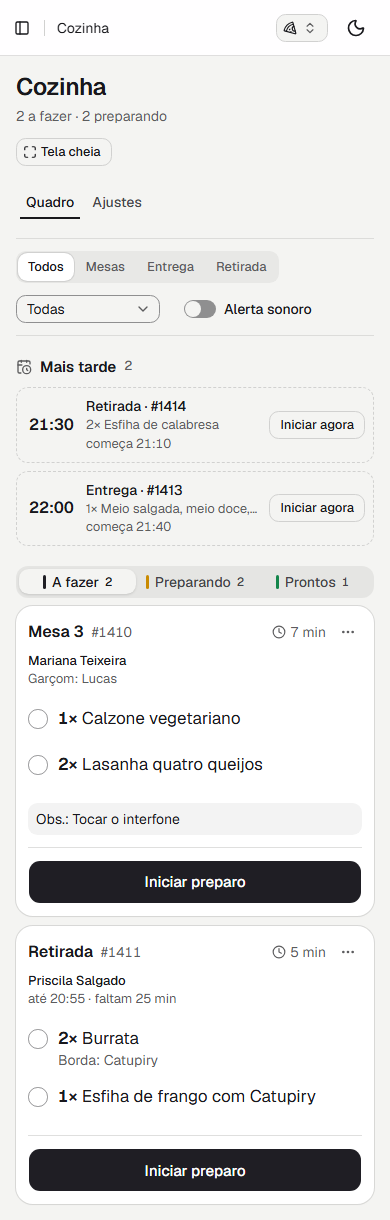 Cozinha
Cozinha
2 a fazer · 2 preparando
Tela cheia
Quadro Ajustes
Todos Mesas Entrega Retirada
Todas Alerta sonoro
Mais tarde 2
21:30
Retirada · #1414
2× Esfiha de calabresa
começa 21:10
Iniciar agora
22:00
Entrega · #1413
1× Meio salgada, meio doce,...
começa 21:40
Iniciar agora
A fazer 2 Preparando 2 Prontos 1
Mesa 3 #1410 7 min
Mariana Teixeira
Garçom: Lucas
1× Calzone vegetariano
2× Lasanha quatro queijos
Obs.: Tocar o interfone
Iniciar preparo
Retirada #1411 5 min
Priscila Salgado
até 20:55 · faltam 25 min
2× Burrata
Borda: Catupiry
1× Esfiha de frango com Catupiry
Iniciar preparo